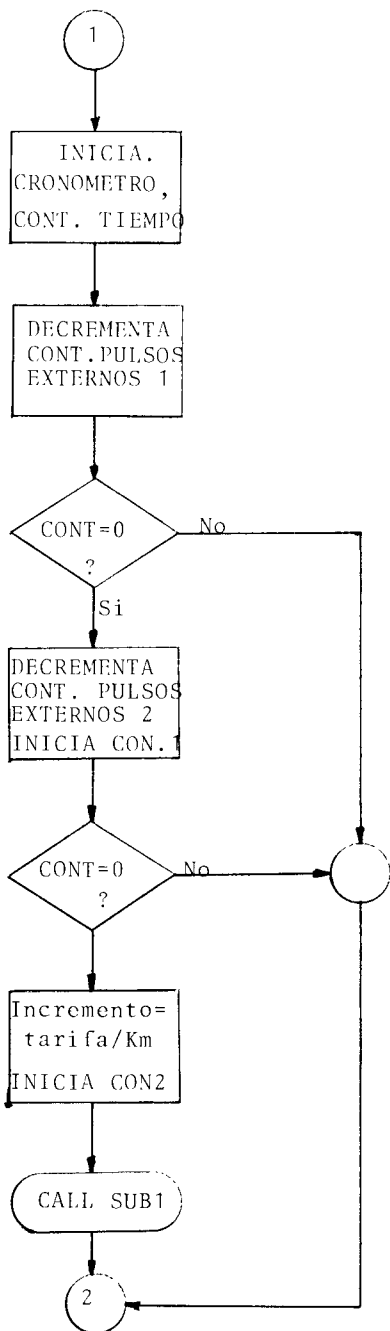 1
INICIA.
CRONOMETRO,
CONT. TIEMPO
DECREMENTA
CONT.PULSOS
EXTERNOS 1
CONT=0
No
?
Si
DECREMENTA
CONT. PULSOS
EXTERNOS 2
INICIA CON.1
CONT=0
No
?
Incremento=
tarifa/Km
INICIA CON2
CALL SUB1
2